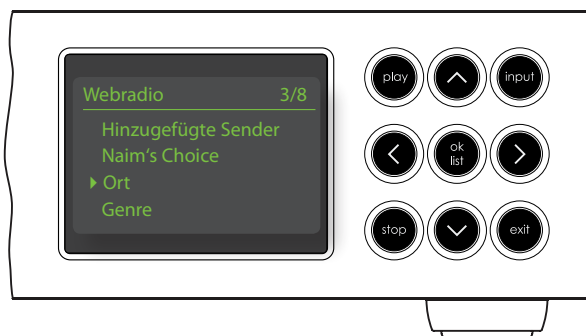 Webradio 3/8
Hinzugefügte Sender
Naim's Choice
Ort
Genre
play
input
ok
list
stop
exit